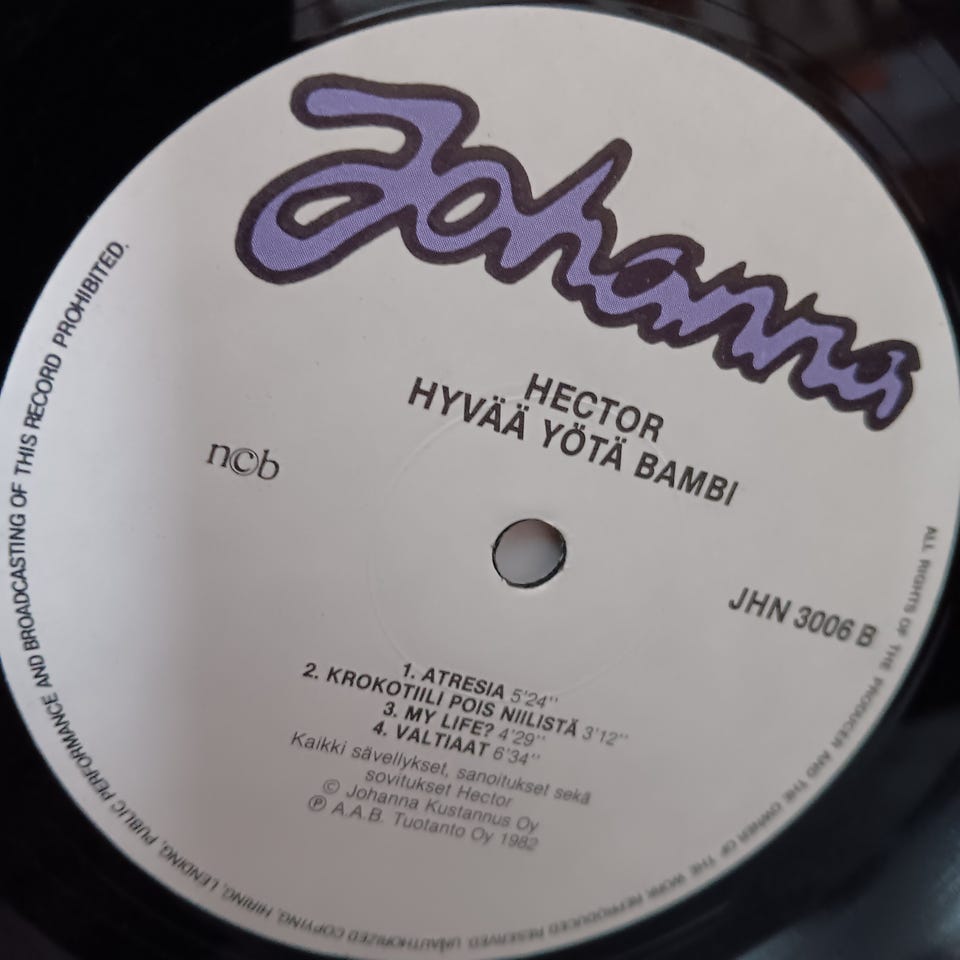 Johanna
HECTOR
HYVÄÄ YÖTÄ BAMBI
n©b
JHN 3006 B
1. ATRESIA 5'24''
2. KROKOTIILI POIS NIILISTÄ 3'12''
3. MY LIFE? 4'29''
4. VALTIAAT 6'34''
Kaikki sävellykset, sanoitukset sekä
sovitukset Hector
© Johanna Kustannus Oy
℗ A.A.B. Tuotanto Oy 1982
ALL RIGHTS OF THE PRODUCER AND THE OWNER OF THE WORK REPRODUCED RESERVED. UNAUTHORIZED COPYING, HIRING, LENDING, PUBLIC PERFORMANCE AND BROADCASTING OF THIS RECORD PROHIBITED.